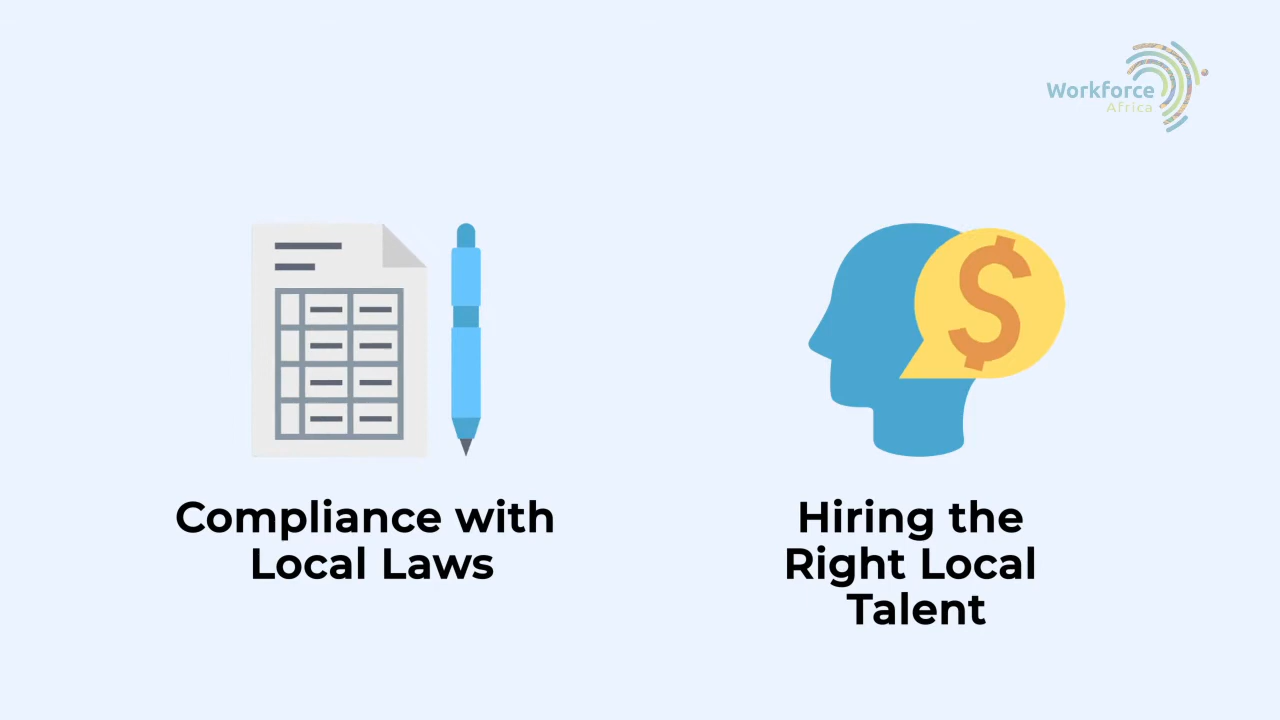 Workforce
Africa
Compliance with
Local Laws
Hiring the
Right Local
Talent